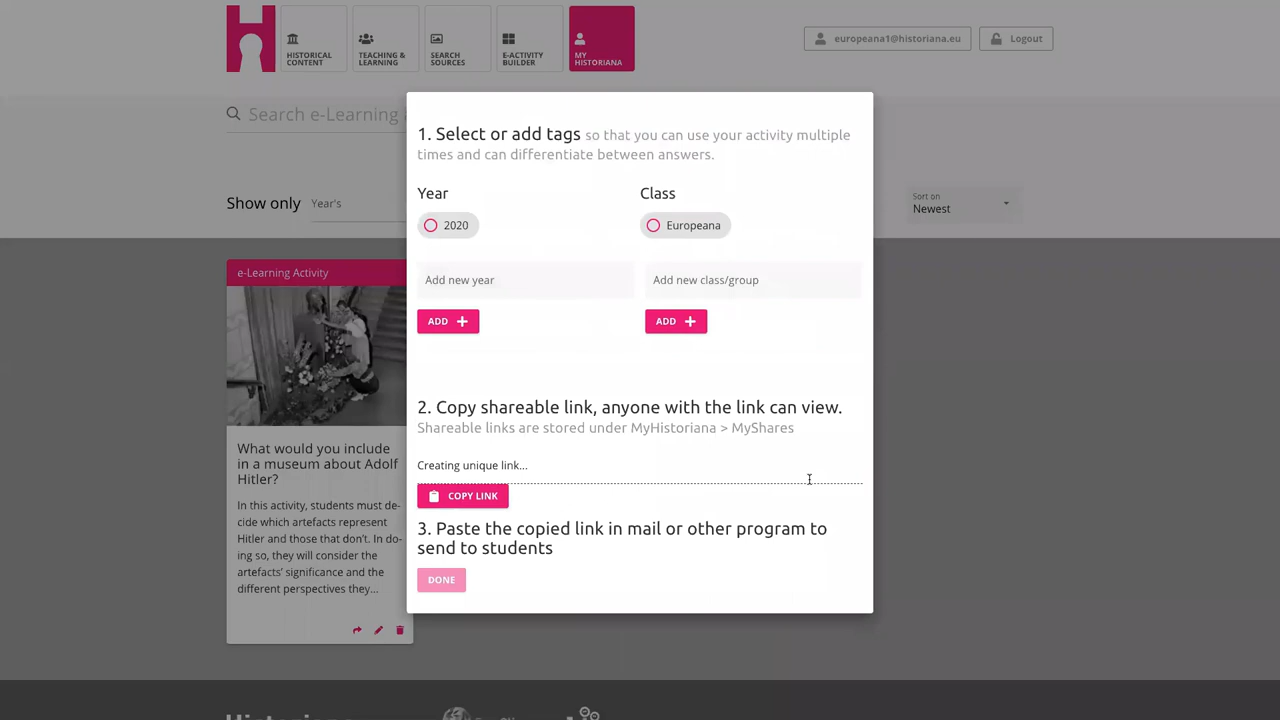 HISTORICAL
CONTENT
TEACHING &
LEARNING
SEARCH
SOURCES
E-ACTIVITY
BUILDER
MY
HISTORIANA
europeana1@historiana.eu
Logout
Search e-Learning
Show only
Year's
Sort on
Newest
1. Select or add tags so that you can use your activity multiple
times and can differentiate between answers.
Year
Class
2020
Europeana
Add new year
Add new class/group
ADD
ADD
2. Copy shareable link, anyone with the link can view.
Shareable links are stored under MyHistoriana > MyShares
Creating unique link...
COPY LINK
3. Paste the copied link in mail or other program to
send to students
DONE
e-Learning Activity
What would you include
in a museum about Adolf
Hitler?
In this activity, students must de-
cide which artefacts represent
Hitler and those that don't. In do-
ing so, they will consider the
artefacts' significance and the
different perspectives they...